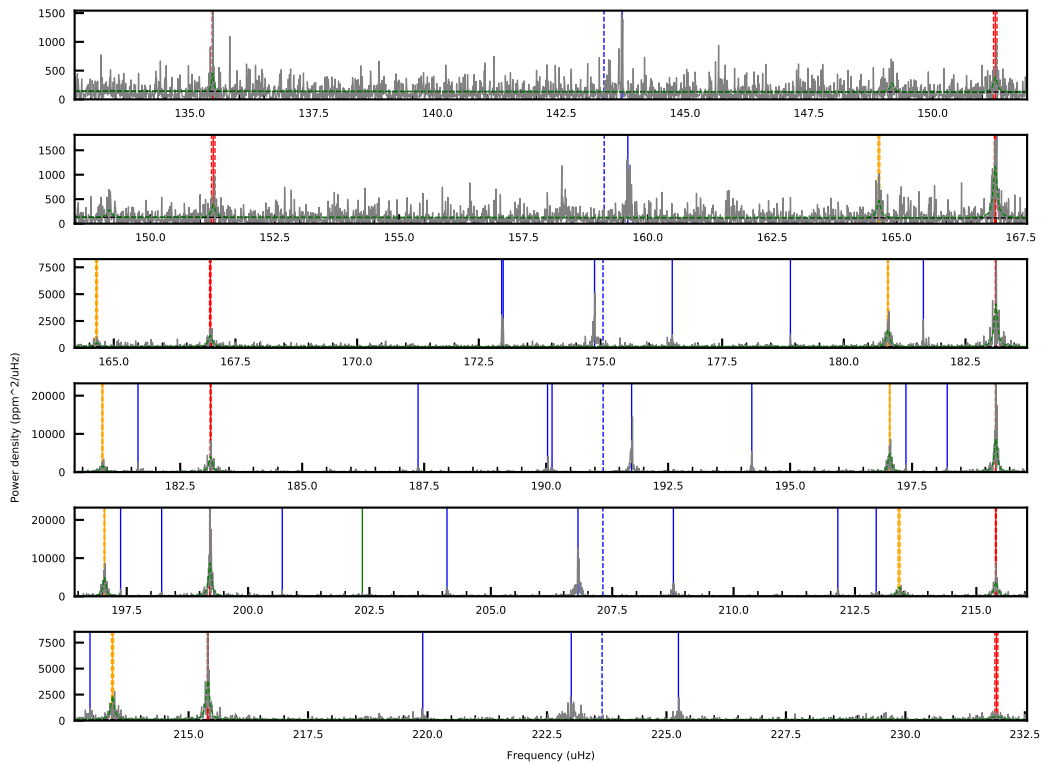 1500
1000
500
0
135.0 137.5 140.0 142.5 145.0 147.5 150.0
1500
1000
500
0
150.0 152.5 155.0 157.5 160.0 162.5 165.0 167.5
7500
5000
2500
0
165.0 167.5 170.0 172.5 175.0 177.5 180.0 182.5
Power density (ppm^2/uHz)
20000
10000
0
182.5 185.0 187.5 190.0 192.5 195.0 197.5
20000
10000
0
197.5 200.0 202.5 205.0 207.5 210.0 212.5 215.0
7500
5000
2500
0
215.0 217.5 220.0 222.5 225.0 227.5 230.0 232.5
Frequency (uHz)